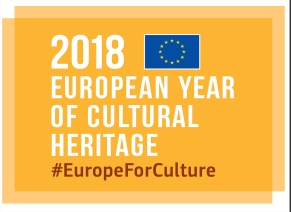 2018
EUROPEAN YEAR
OF CULTURAL
HERITAGE
#EuropeForCulture